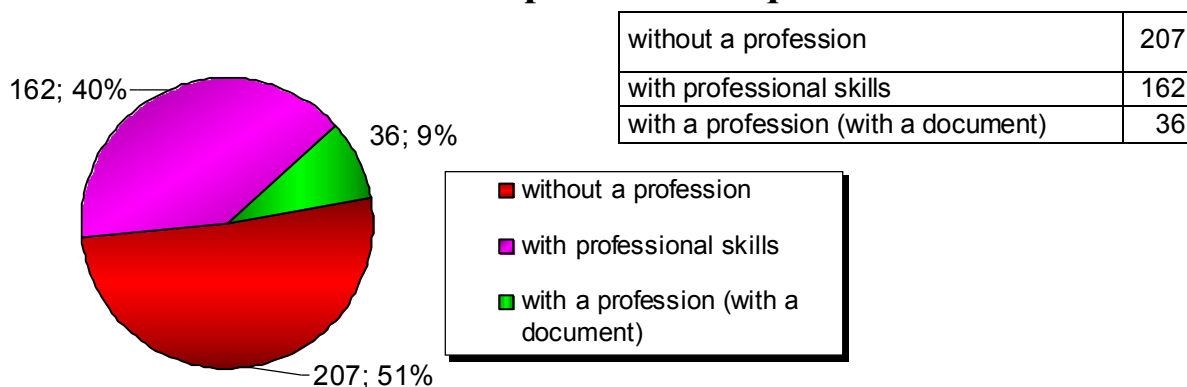 without a profession 207
with professional skills 162
with a profession (with a document) 36
162; 40%
36; 9%
without a profession
with professional skills
with a profession (with a
document)
207; 51%